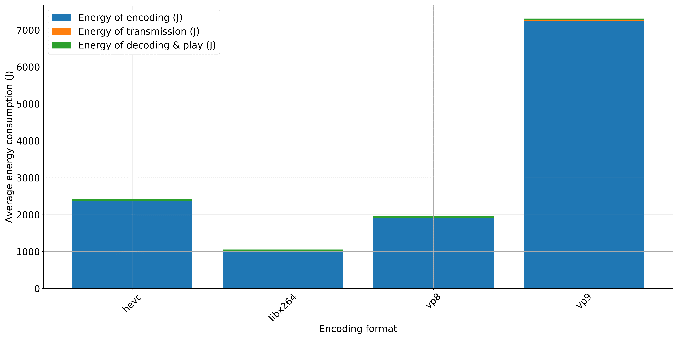 Energy of encoding (J)
Energy of transmission (J)
Energy of decoding & play (J)
Average energy consumption (J)
7000
6000
5000
4000
3000
2000
1000
0
hevc
libx264
vp8
vp9
Encoding format